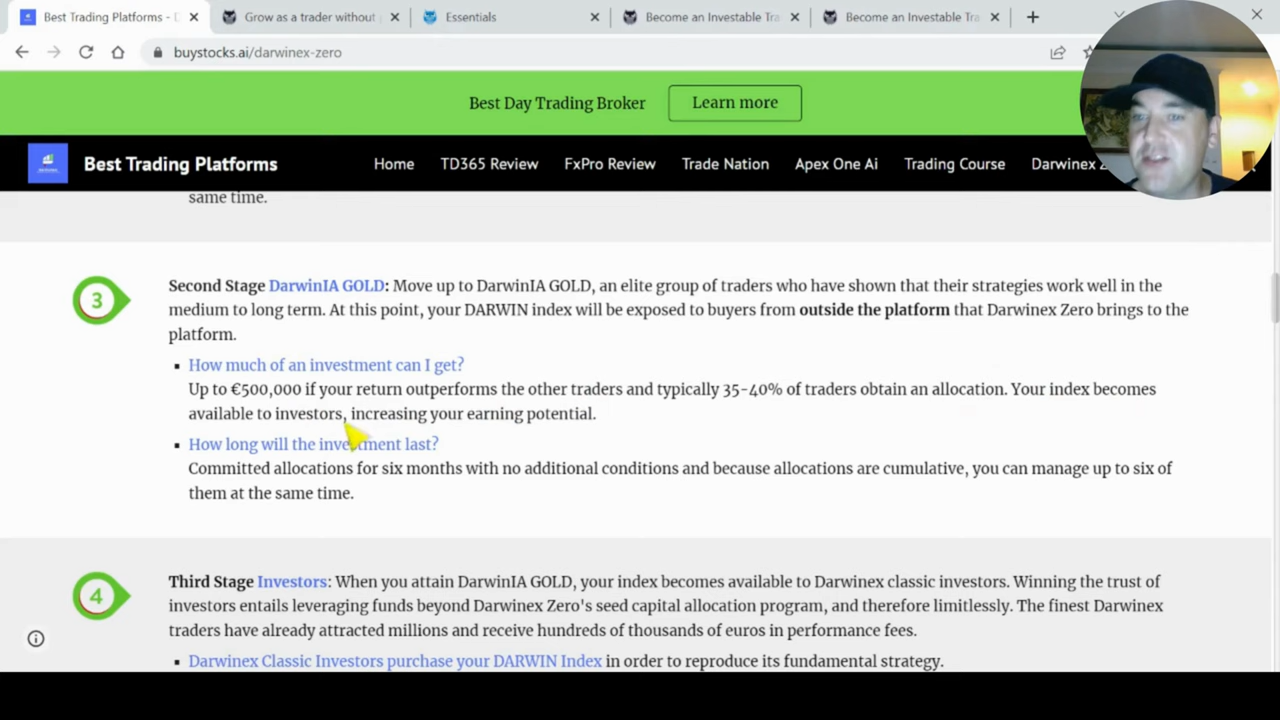 Best Trading Platforms - D
Grow as a trader without
Essentials
Become an Investable Tra
Become an Investable Tra
buystocks.ai/darwinex-zero
Best Day Trading Broker
Learn more
Best Trading Platforms
Home
TD365 Review
FxPro Review
Trade Nation
Apex One Ai
Trading Course
Darwinex Z
same time.
3
Second Stage DarwinIA GOLD: Move up to DarwinIA GOLD, an elite group of traders who have shown that their strategies work well in the
medium to long term. At this point, your DARWIN index will be exposed to buyers from outside the platform that Darwinex Zero brings to the
platform.
How much of an investment can I get?
Up to €500,000 if your return outperforms the other traders and typically 35-40% of traders obtain an allocation. Your index becomes
available to investors, increasing your earning potential.
How long will the investment last?
Committed allocations for six months with no additional conditions and because allocations are cumulative, you can manage up to six of
them at the same time.
4
Third Stage Investors: When you attain DarwinIA GOLD, your index becomes available to Darwinex classic investors. Winning the trust of
investors entails leveraging funds beyond Darwinex Zero's seed capital allocation program, and therefore limitlessly. The finest Darwinex
traders have already attracted millions and receive hundreds of thousands of euros in performance fees.
Darwinex Classic Investors purchase your DARWIN Index in order to reproduce its fundamental strategy.